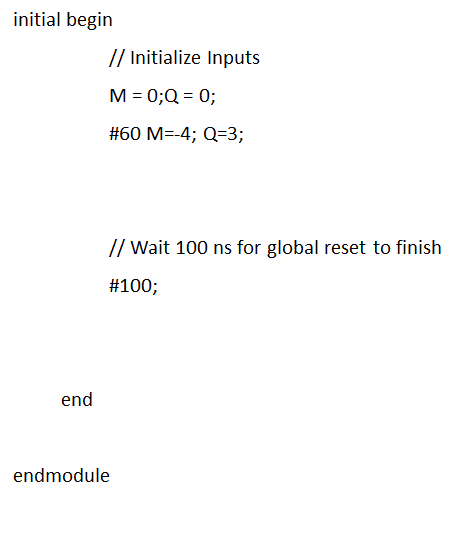 initial begin
// Initialize Inputs
M = 0;Q = 0;
#60 M=-4; Q=3;
// Wait 100 ns for global reset to finish
#100;
end
endmodule